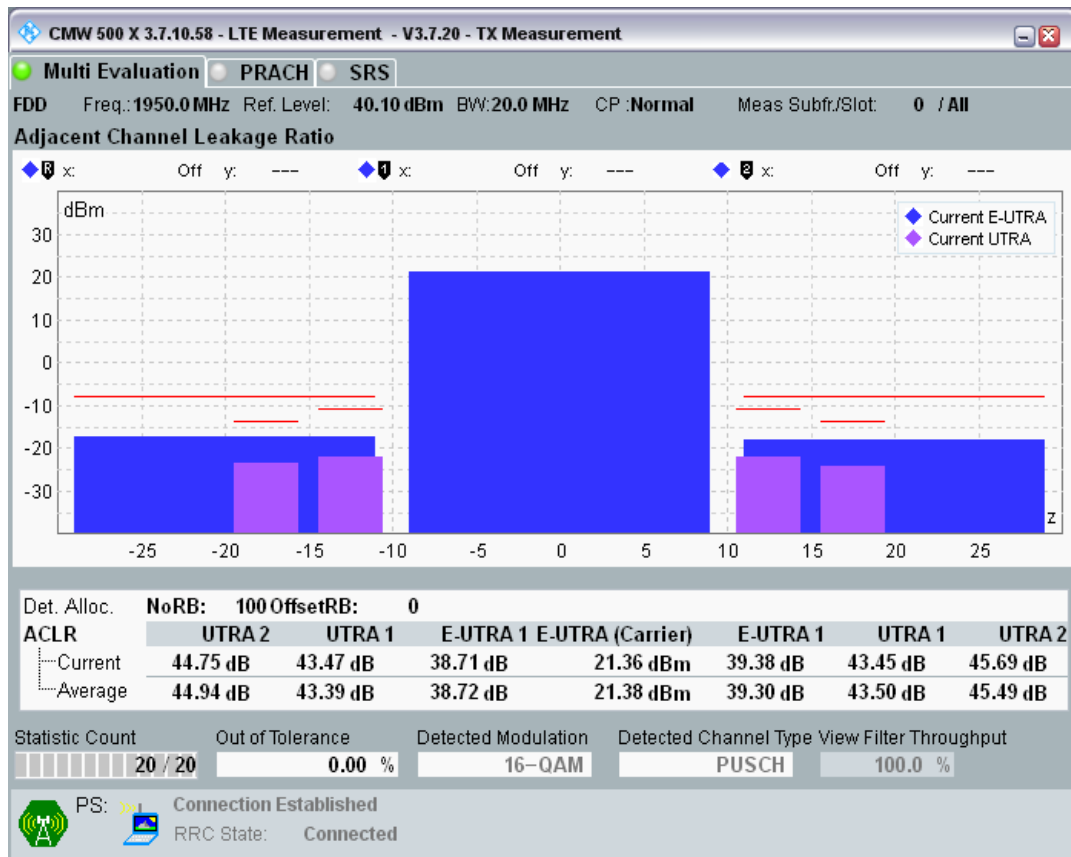 CMW 500 X 3.7.10.58 - LTE Measurement - V3.7.20 - TX Measurement
Multi Evaluation PRACH SRS
FDD Freq.: 1950.0 MHz Ref. Level: 40.10 dBm BW: 20.0 MHz CP : Normal Meas Subfr./Slot: 0 / All
Adjacent Channel Leakage Ratio
R x: Off y: --- 1 x: Off y: --- 2 x: Off y: ---
dBm
Current E-UTRA
Current UTRA
30
20
10
0
-10
-20
-30
z
-25 -20 -15 -10 -5 0 5 10 15 20 25
Det. Alloc. NoRB: 100 OffsetRB: 0
ACLR UTRA 2 UTRA 1 E-UTRA 1 E-UTRA (Carrier) E-UTRA 1 UTRA 1 UTRA 2
Current 44.75 dB 43.47 dB 38.71 dB 21.36 dBm 39.38 dB 43.45 dB 45.69 dB
Average 44.94 dB 43.39 dB 38.72 dB 21.38 dBm 39.30 dB 43.50 dB 45.49 dB
Statistic Count Out of Tolerance Detected Modulation Detected Channel Type View Filter Throughput
20 / 20 0.00 % 16-QAM PUSCH 100.0 %
PS: Connection Established
RRC State: Connected